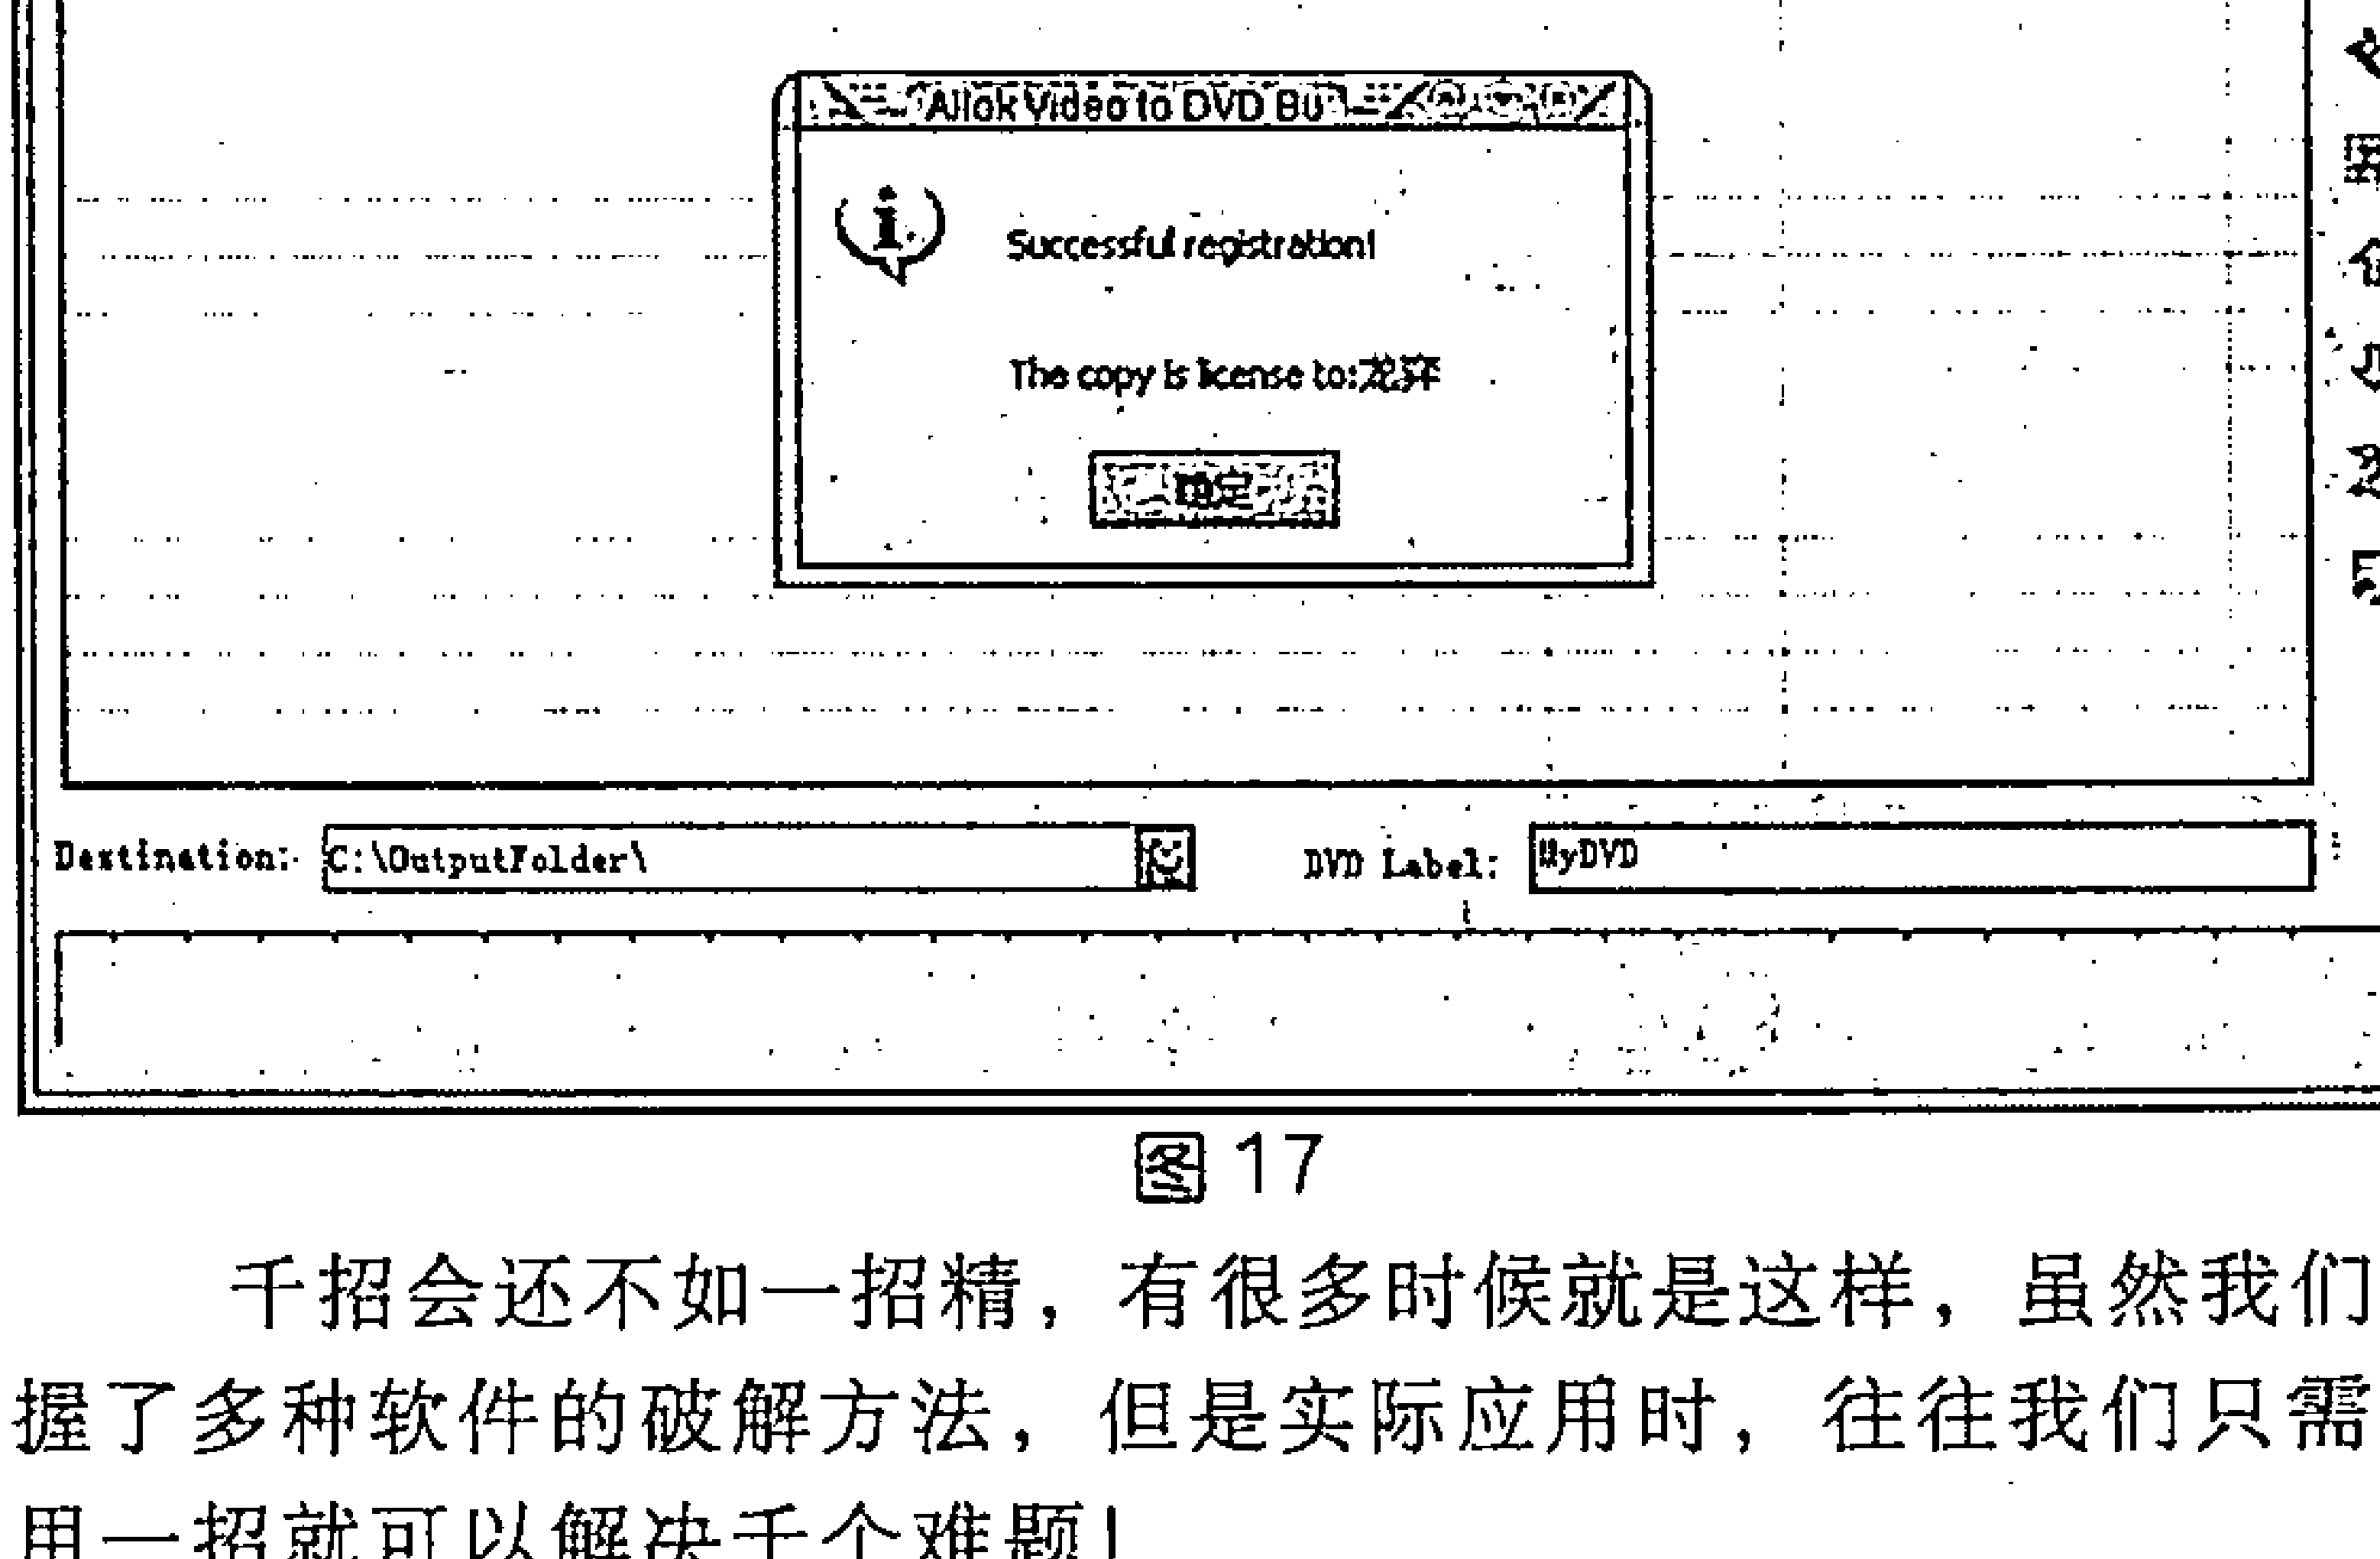 Allok Video to DVD Bu
Successful registration!
The copy is license to:龙环
确定
Destination: C:\OutputFolder\ DVD Label: MyDVD
图 17
千招会还不如一招精，有很多时候就是这样，虽然我们
握了多种软件的破解方法，但是实际应用时，往往我们只需
用一招就可以解决千个难题！